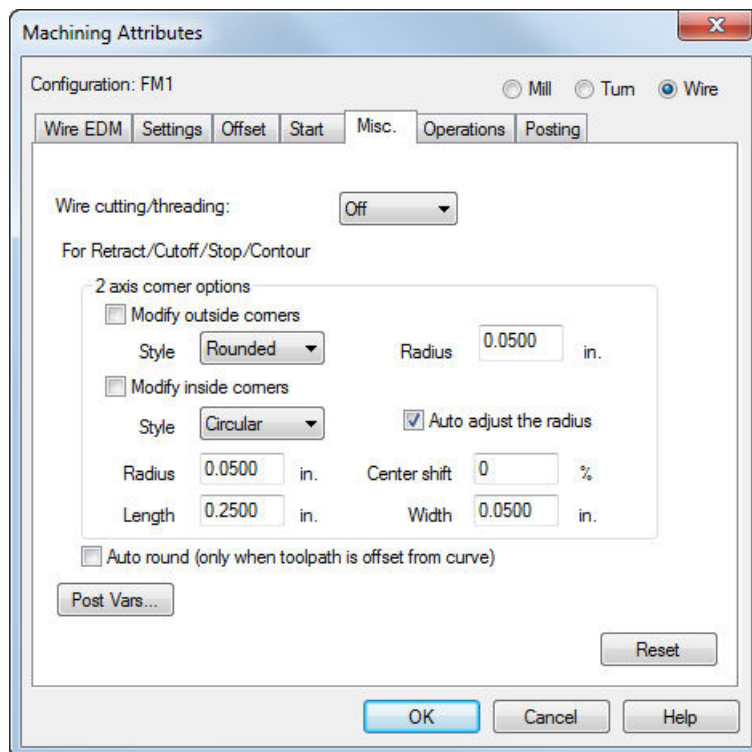 Machining Attributes
Configuration: FM1 Mill Turn Wire
Wire EDM Settings Offset Start Misc. Operations Posting
Wire cutting/threading: Off
For Retract/Cutoff/Stop/Contour
2 axis corner options
Modify outside corners
Style Rounded Radius 0.0500 in.
Modify inside corners
Style Circular Auto adjust the radius
Radius 0.0500 in. Center shift 0 %
Length 0.2500 in. Width 0.0500 in.
Auto round (only when toolpath is offset from curve)
Post Vars...
Reset
OK Cancel Help